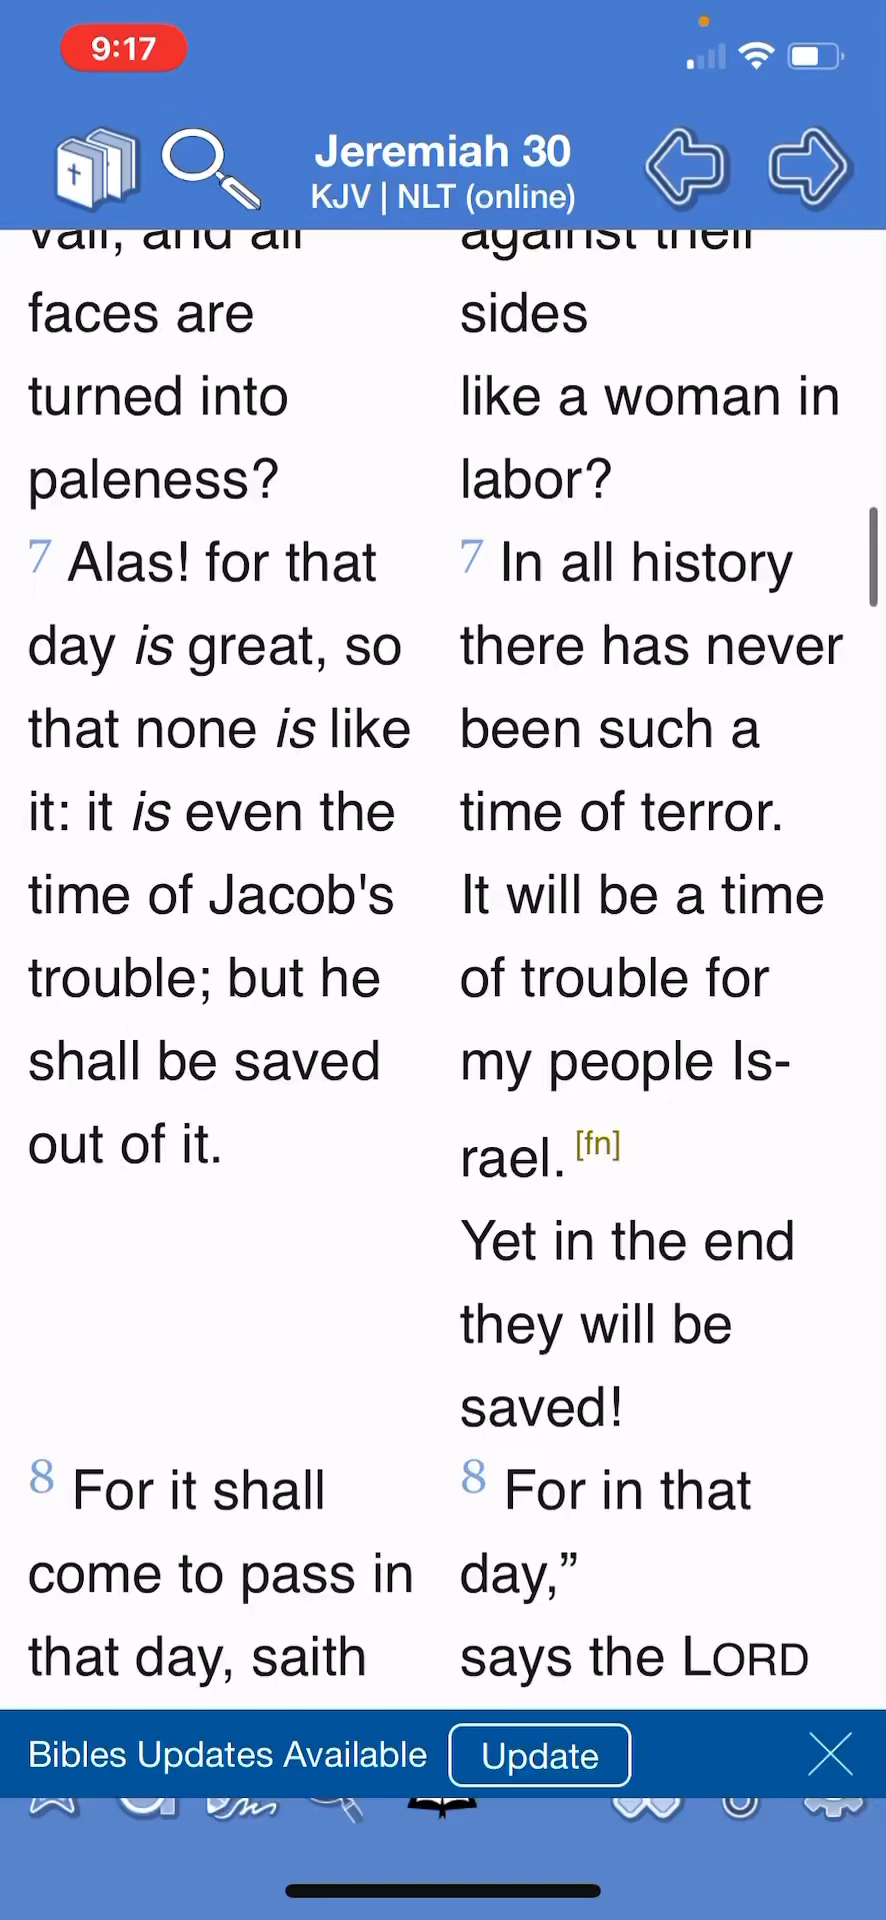 9:17
Jeremiah 30
KJV | NLT (online)
vail, and all
faces are
turned into
paleness?
7 Alas! for that
day is great, so
that none is like
it: it is even the
time of Jacob's
trouble; but he
shall be saved
out of it.
8 For it shall
come to pass in
that day, saith
against their
sides
like a woman in
labor?
7 In all history
there has never
been such a
time of terror.
It will be a time
of trouble for
my people Is-
rael. [fn]
Yet in the end
they will be
saved!
8 For in that
day,”
says the LORD
Bibles Updates Available
Update